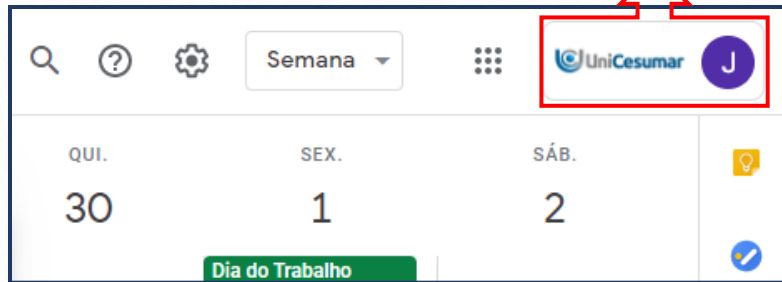 Semana
UniCesumar
J
QUI. SEX. SÁB.
30 1 2
Dia do Trabalho